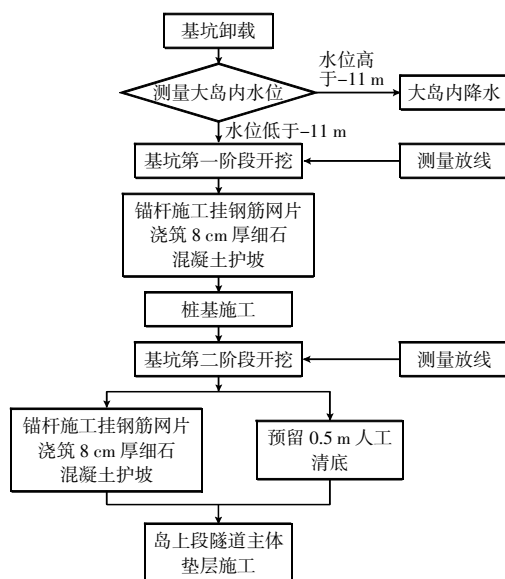 基坑卸载
测量大岛内水位
水位高
于-11 m
大岛内降水
水位低于-11 m
基坑第一阶段开挖
测量放线
锚杆施工挂钢筋网片
浇筑 8 cm 厚细石
混凝土护坡
桩基施工
基坑第二阶段开挖
测量放线
锚杆施工挂钢筋网片
浇筑 8 cm 厚细石
混凝土护坡
预留 0.5 m 人工
清底
岛上段隧道主体
垫层施工